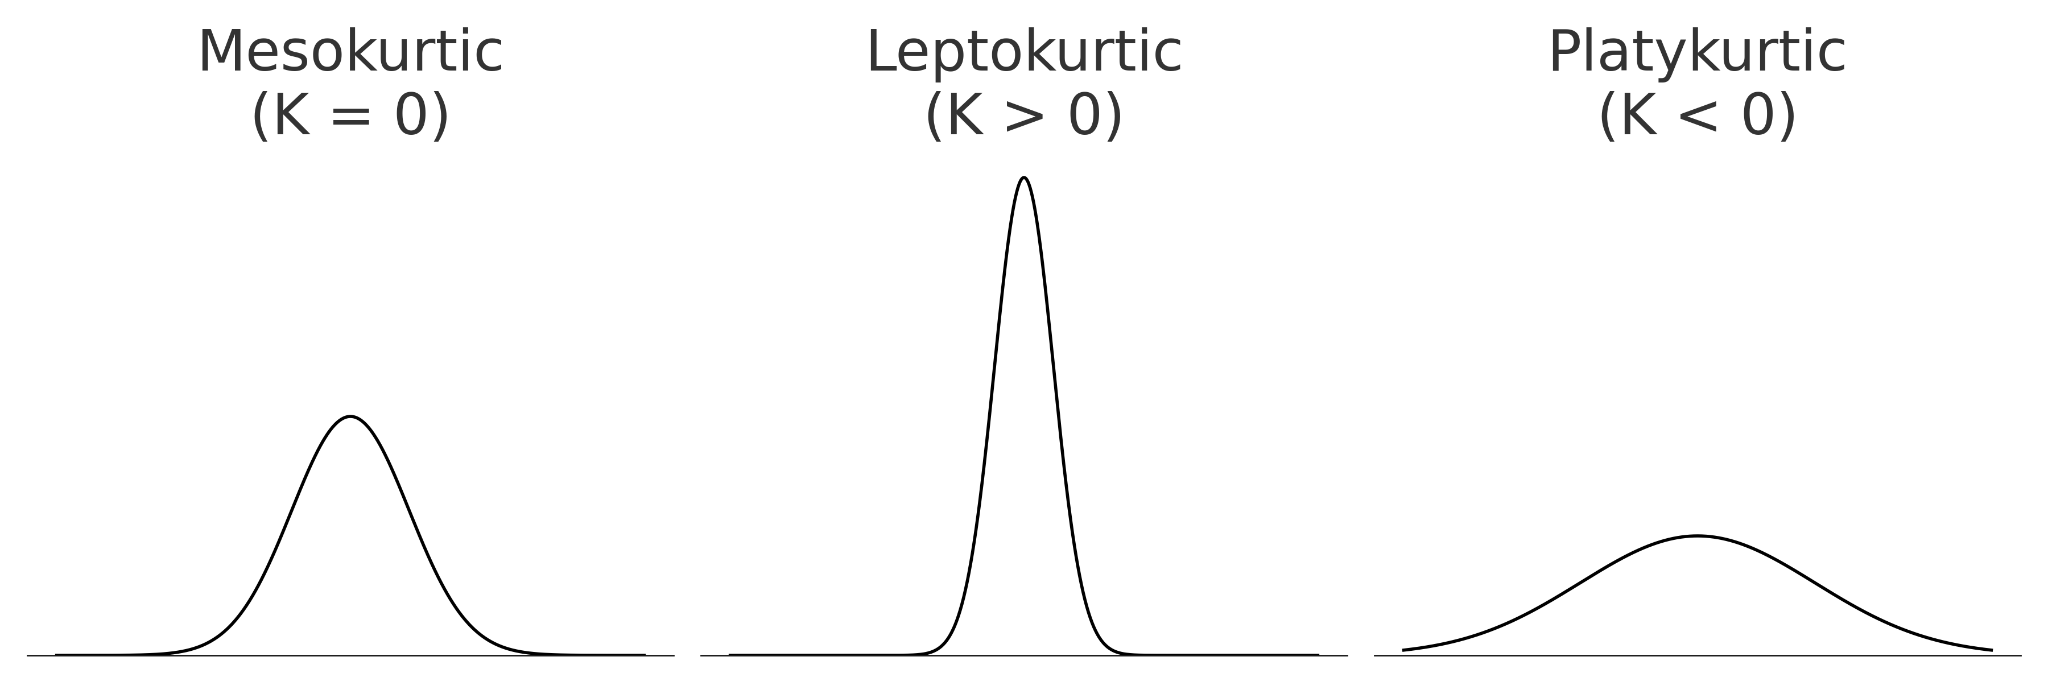 Mesokurtic
(K = 0)
Leptokurtic
(K > 0)
Platykurtic
(K < 0)